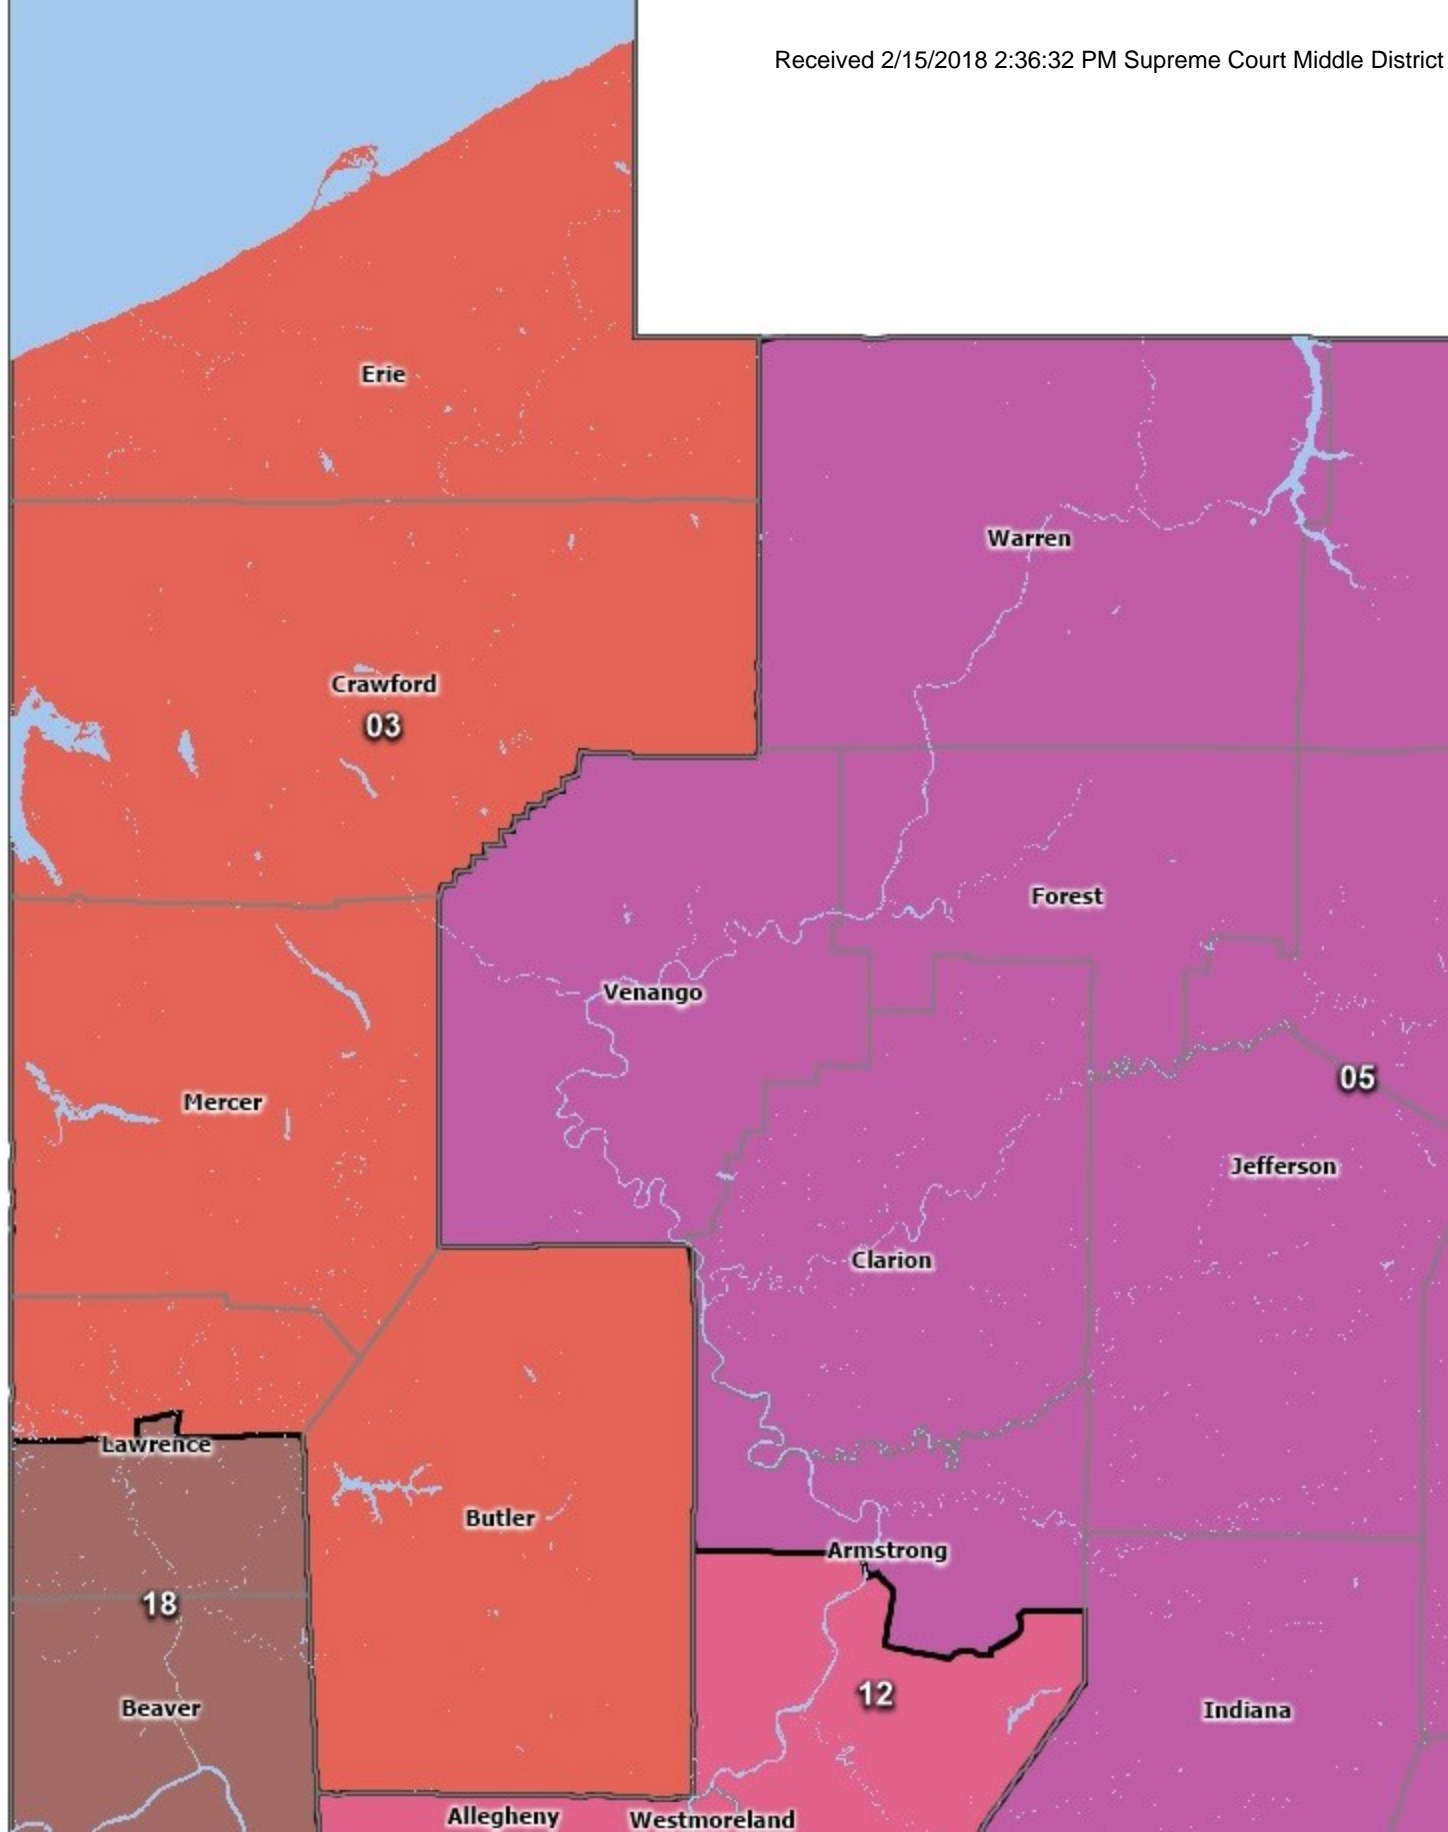 Received 2/15/2018 2:36:32 PM Supreme Court Middle District
Erie
Warren
Crawford
03
Forest
Venango
05
Mercer
Jefferson
Clarion
Lawrence
Butler
Armstrong
18
12
Beaver
Indiana
Allegheny
Westmoreland